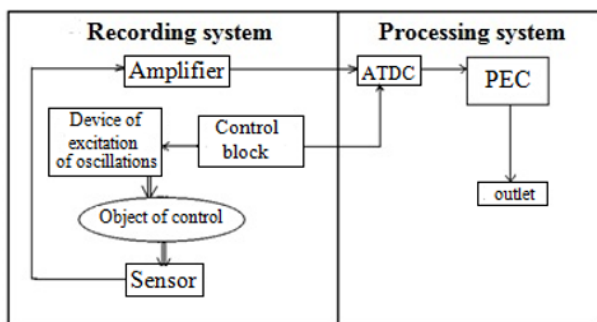 Recording system
Processing system
Amplifier
ATDC
PEC
Device of
excitation
of oscillations
Control
block
Object of control
outlet
Sensor